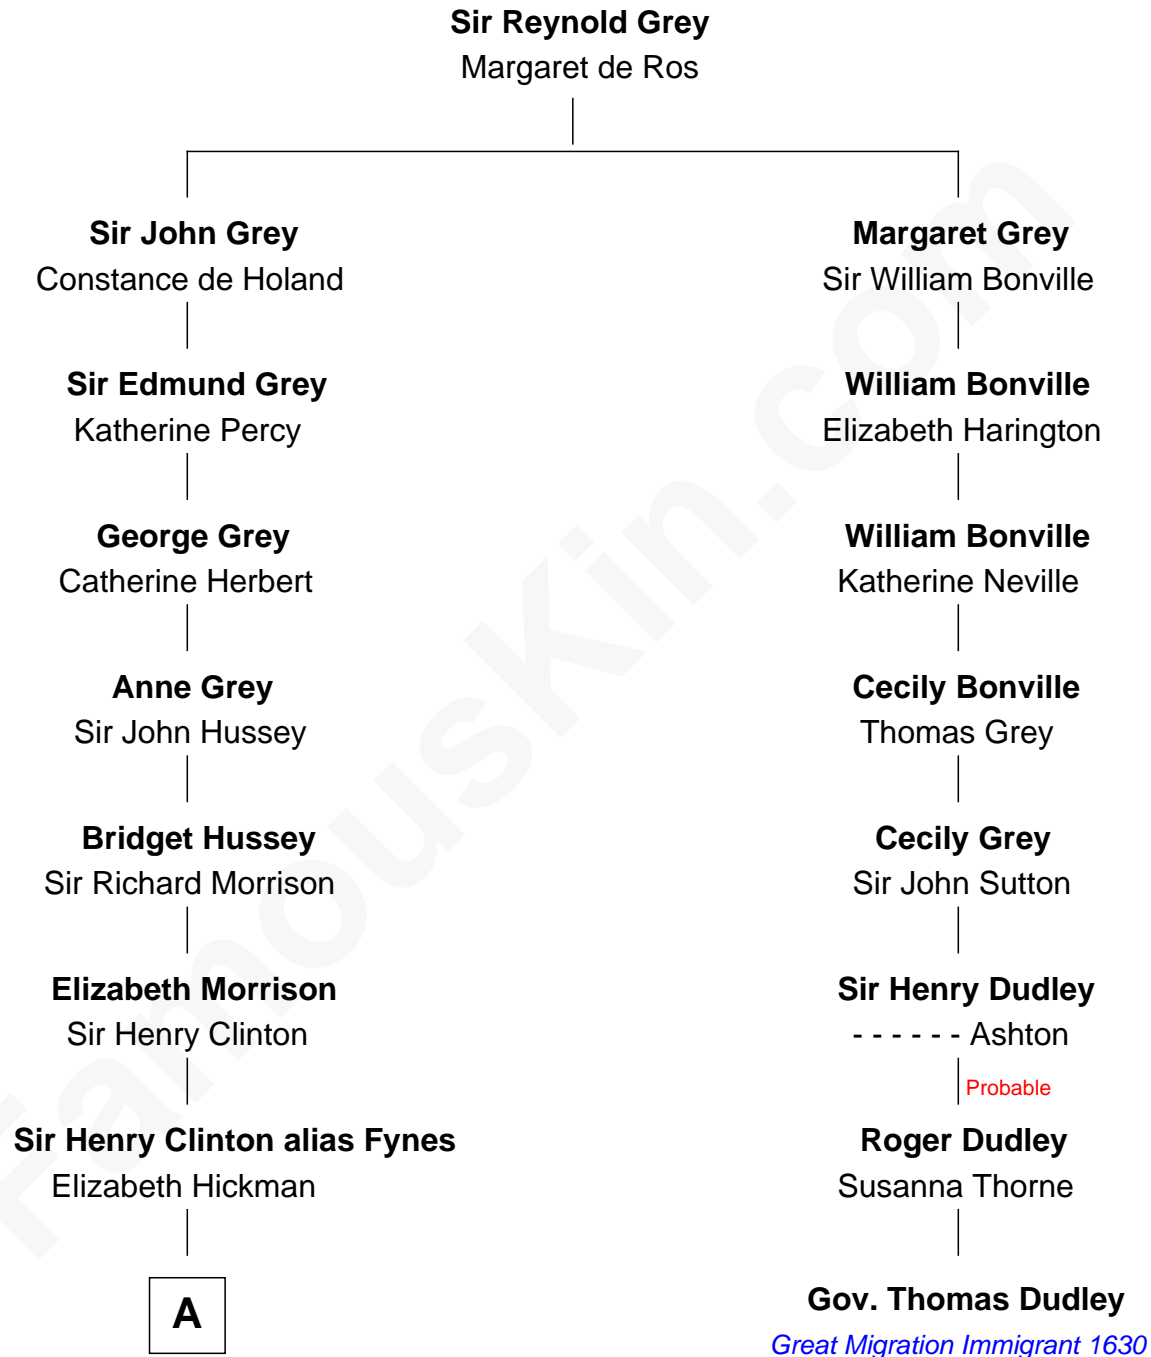 Sir Reynold Grey
Margaret de Ros
Sir John Grey
Constance de Holand
Margaret Grey
Sir William Bonville
Sir Edmund Grey
Katherine Percy
William Bonville
Elizabeth Harington
George Grey
Catherine Herbert
William Bonville
Katherine Neville
Anne Grey
Sir John Hussey
Cecily Bonville
Thomas Grey
Bridget Hussey
Sir Richard Morrison
Cecily Grey
Sir John Sutton
Elizabeth Morrison
Sir Henry Clinton
Sir Henry Dudley
- - - - - - Ashton
Probable
Sir Henry Clinton alias Fynes
Elizabeth Hickman
Roger Dudley
Susanna Thorne
A
Gov. Thomas Dudley
Great Migration Immigrant 1630
FamousKin.com